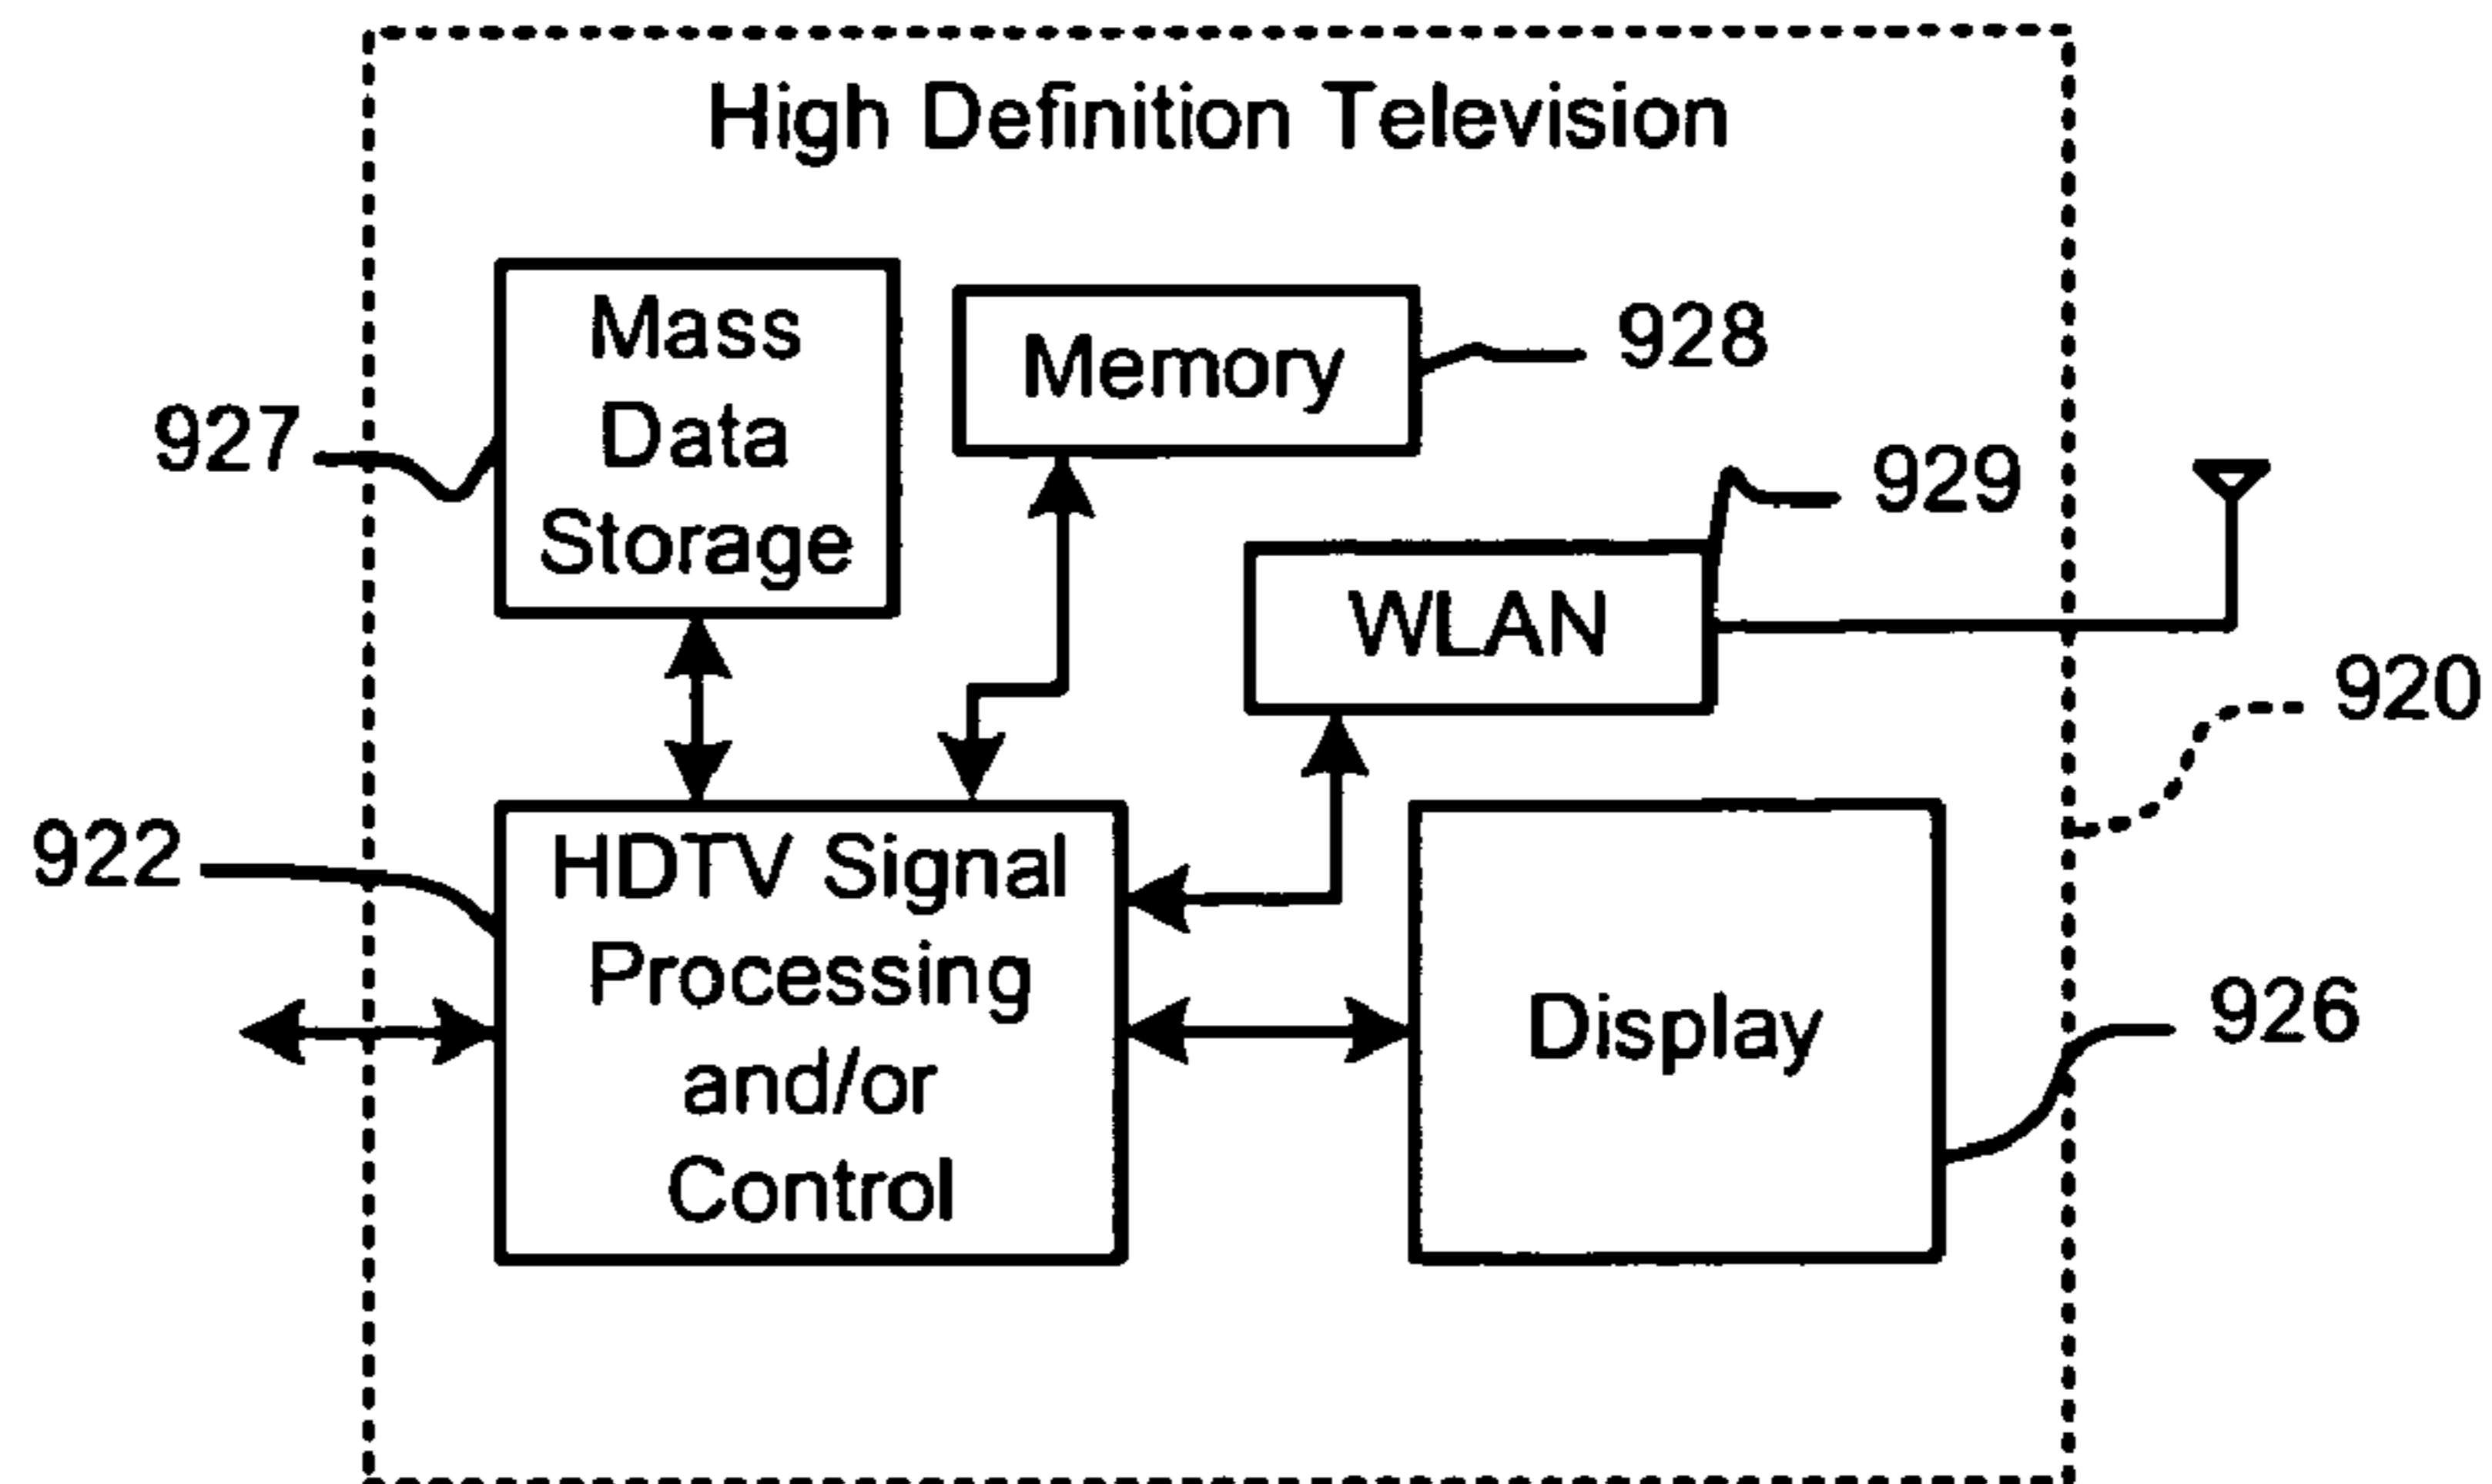 High Definition Television
Mass
Data
Storage
927
Memory
928
WLAN
929
920
922
HDTV Signal
Processing
and/or
Control
Display
926